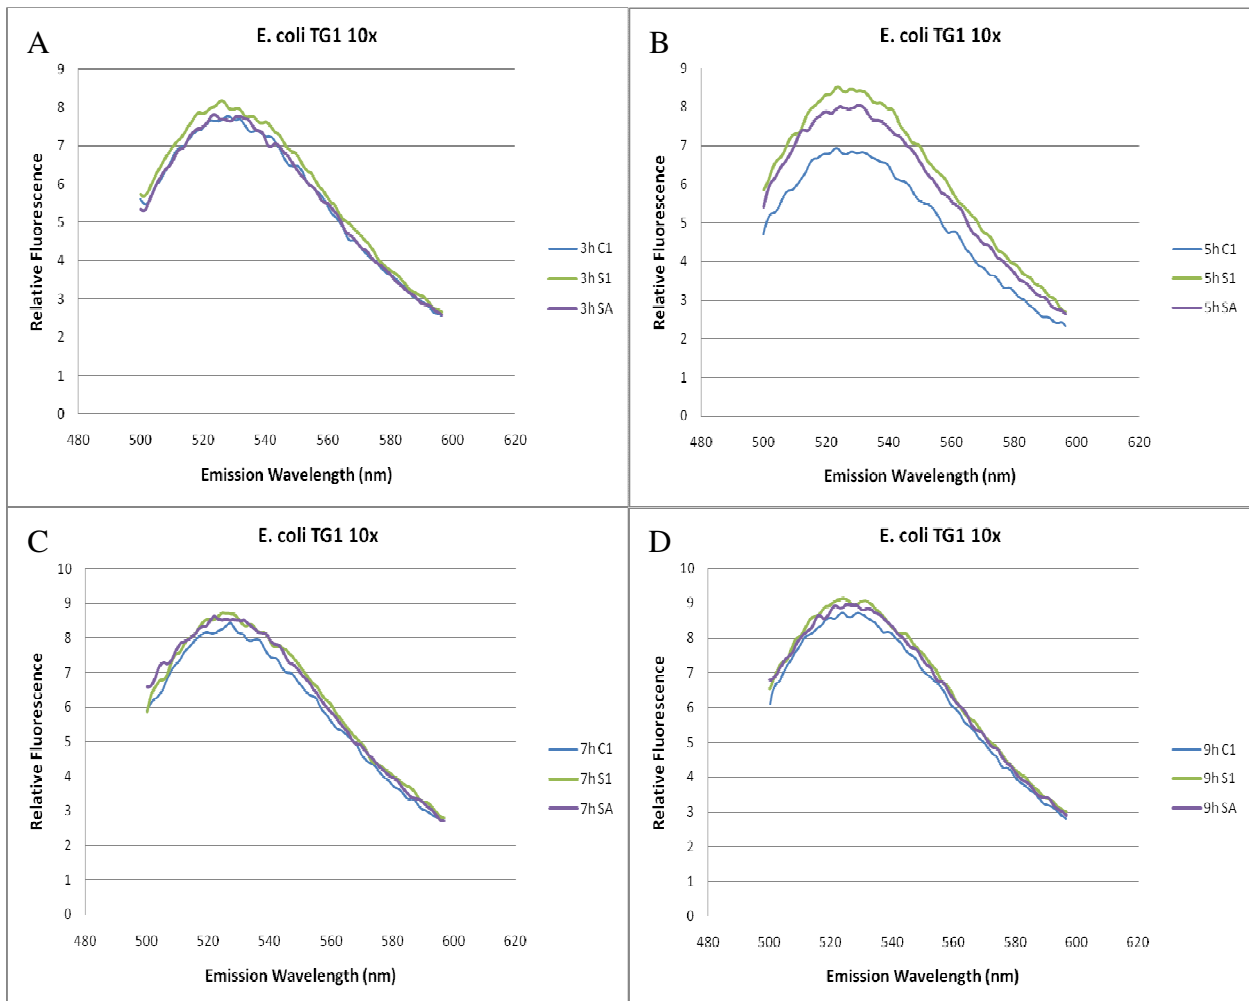 A
E. coli TG1 10x
9
8
7
6
5
4
3
2
1
0
Relative Fluorescence
480 500 520 540 560 580 600 620
Emission Wavelength (nm)
3h C1
3h S1
3h SA
B
E. coli TG1 10x
9
8
7
6
5
4
3
2
1
0
Relative Fluorescence
480 500 520 540 560 580 600 620
Emission Wavelength (nm)
5h C1
5h S1
5h SA
C
E. coli TG1 10x
10
9
8
7
6
5
4
3
2
1
0
Relative Fluorescence
480 500 520 540 560 580 600 620
Emission Wavelength (nm)
7h C1
7h S1
7h SA
D
E. coli TG1 10x
10
9
8
7
6
5
4
3
2
1
0
Relative Fluorescence
480 500 520 540 560 580 600 620
Emission Wavelength (nm)
9h C1
9h S1
9h SA